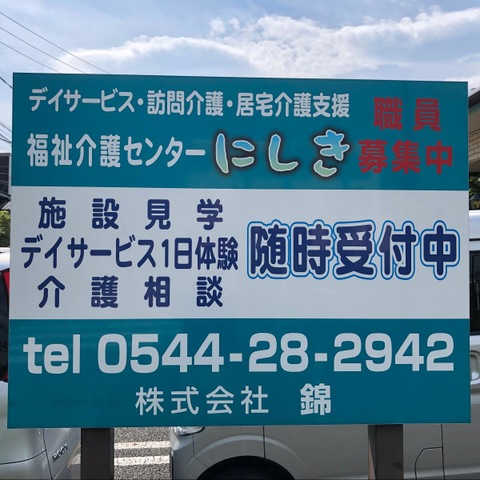 デイサービス・訪問介護・居宅介護支援
福祉介護センター にしき
職員
募集中
施設見学
デイサービス1日体験
介護相談
随時受付中
tel 0544-28-2942
株式会社 錦